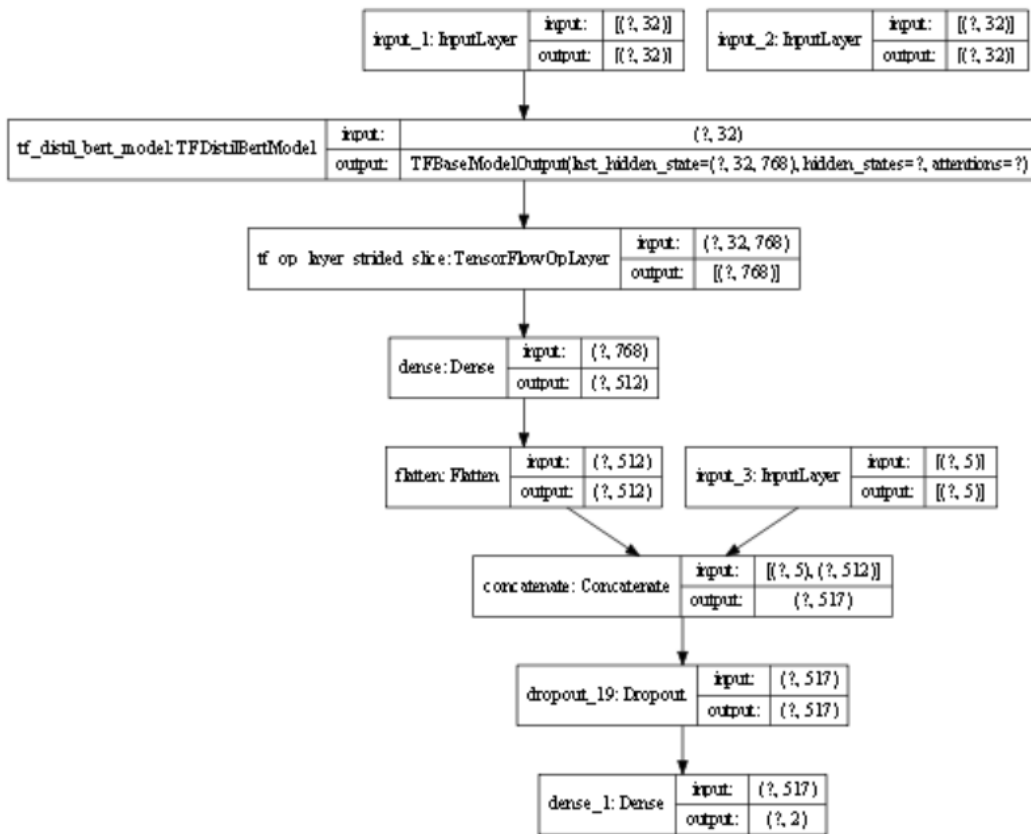 input_1: InputLayer input: [(?, 32)] output: [(?, 32)]
input_2: InputLayer input: [(?, 32)] output: [(?, 32)]
tf_distil_bert_model: TFDistilBertModel input: (?, 32) output: TFBaseModelOutput(last_hidden_state=(?, 32, 768), hidden_states=?, attentions=?)
tf_op_layer_strided_slice: TensorFlowOpLayer input: (?, 32, 768) output: [(?, 768)]
dense: Dense input: (?, 768) output: (?, 512)
flatten: Flatten input: (?, 512) output: (?, 512)
input_3: InputLayer input: [(?, 5)] output: [(?, 5)]
concatenate: Concatenate input: [(?, 5), (?, 512)] output: (?, 517)
dropout_19: Dropout input: (?, 517) output: (?, 517)
dense_1: Dense input: (?, 517) output: (?, 2)